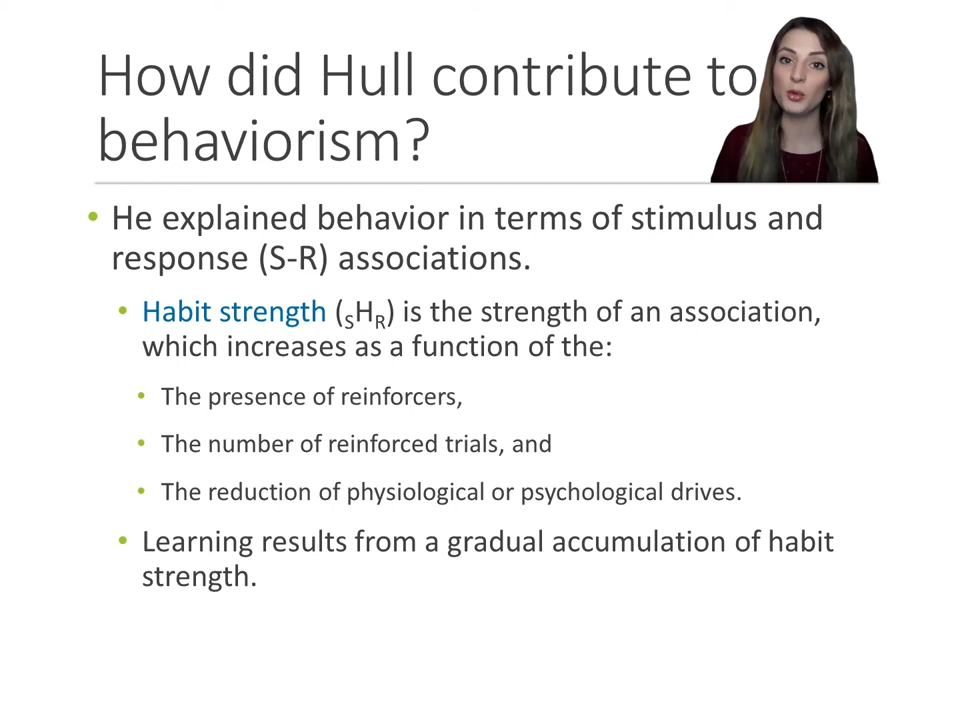 How did Hull contribute to
behaviorism?
• He explained behavior in terms of stimulus and
response (S-R) associations.
• Habit strength (SHR) is the strength of an association,
which increases as a function of the:
• The presence of reinforcers,
• The number of reinforced trials, and
• The reduction of physiological or psychological drives.
• Learning results from a gradual accumulation of habit
strength.